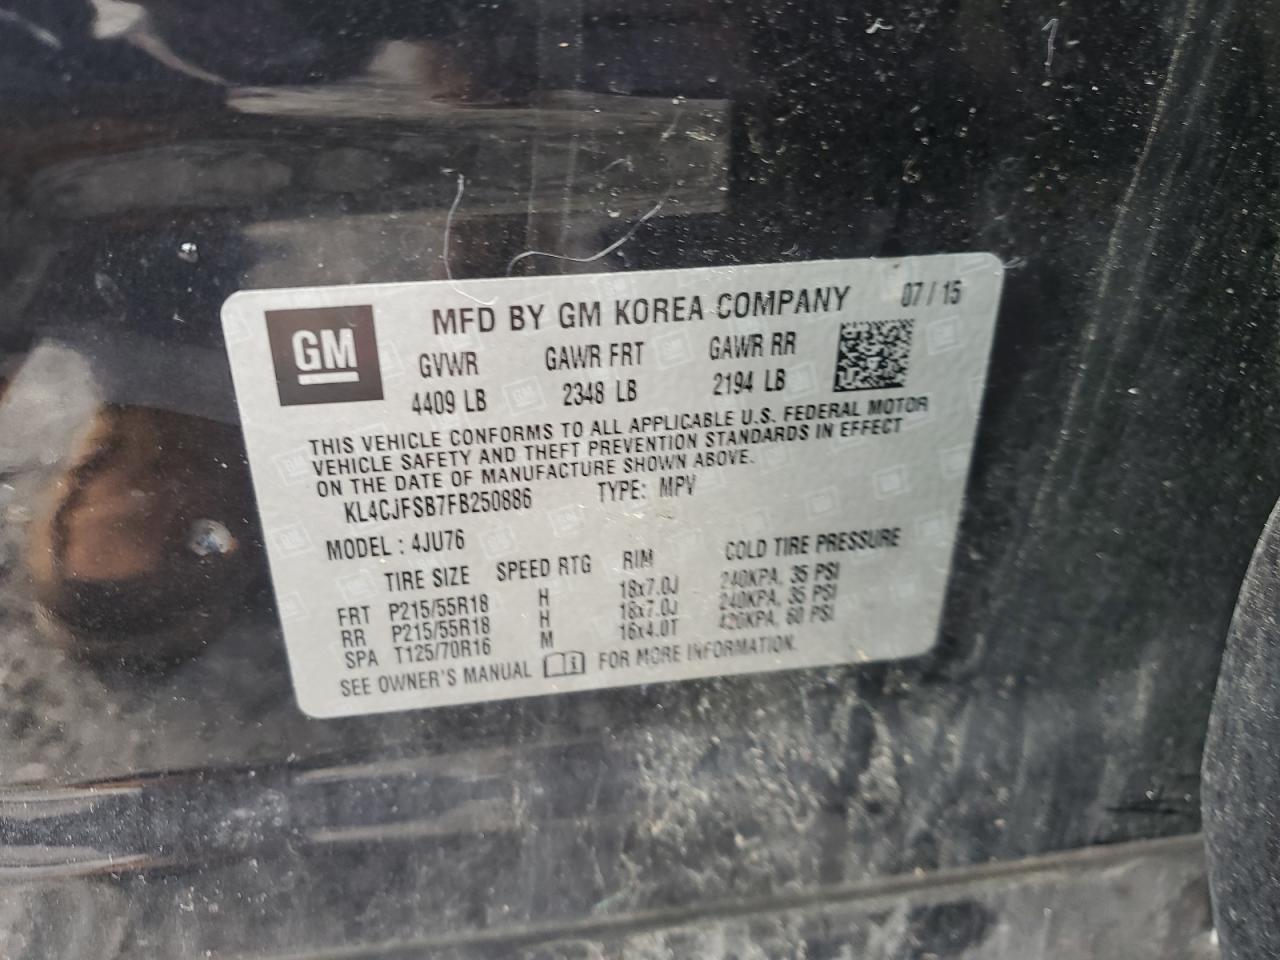 GM
MFD BY GM KOREA COMPANY 07 / 15
GVWR GAWR FRT GAWR RR
4409 LB 2348 LB 2194 LB
THIS VEHICLE CONFORMS TO ALL APPLICABLE U.S. FEDERAL MOTOR
VEHICLE SAFETY AND THEFT PREVENTION STANDARDS IN EFFECT
ON THE DATE OF MANUFACTURE SHOWN ABOVE.
KL4CJFSB7FB250886 TYPE: MPV
MODEL : 4JU76
TIRE SIZE SPEED RTG RIM COLD TIRE PRESSURE
FRT P215/55R18 H 18x7.0J 240KPA, 35 PSI
RR P215/55R18 H 18x7.0J 240KPA, 35 PSI
SPA T125/70R16 M 16x4.0T 420KPA, 60 PSI
SEE OWNER'S MANUAL FOR MORE INFORMATION.